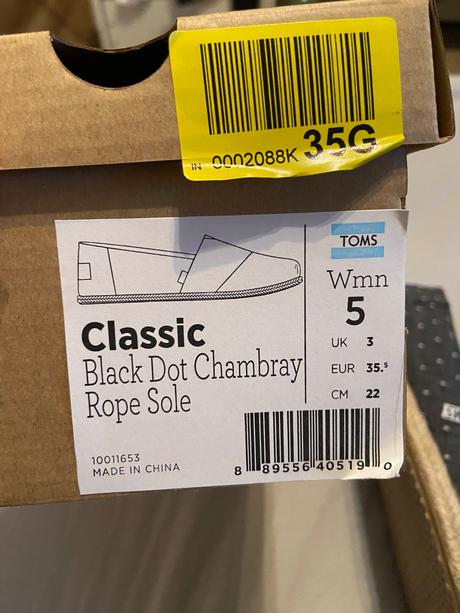 IN 0002088K 35G
TOMS
Wmn
5
UK 3
EUR 35.⁵
CM 22
Classic
Black Dot Chambray
Rope Sole
10011653
MADE IN CHINA
8 89556 40519 0